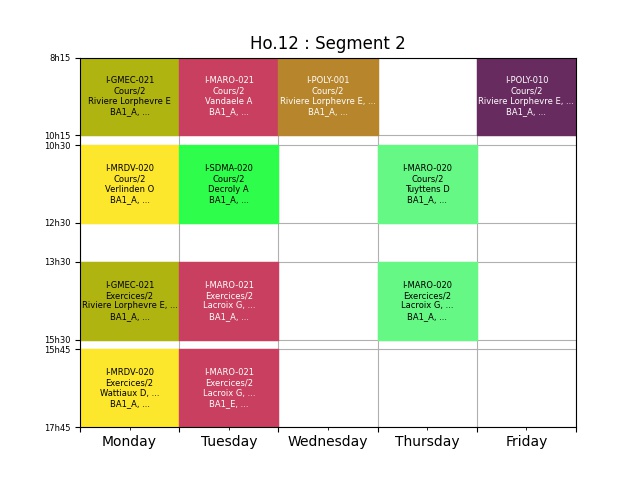 Ho.12 : Segment 2
8h15
I-GMEC-021
Cours/2
Riviere Lorphevre E
BA1_A, ...
I-MARO-021
Cours/2
Vandaele A
BA1_A, ...
I-POLY-001
Cours/2
Riviere Lorphevre E, ...
BA1_A, ...
I-POLY-010
Cours/2
Riviere Lorphevre E, ...
BA1_A, ...
10h15
10h30
I-MRDV-020
Cours/2
Verlinden O
BA1_A, ...
I-SDMA-020
Cours/2
Decroly A
BA1_A, ...
I-MARO-020
Cours/2
Tuyttens D
BA1_A, ...
12h30
13h30
I-GMEC-021
Exercices/2
Riviere Lorphevre E, ...
BA1_A, ...
I-MARO-021
Exercices/2
Lacroix G, ...
BA1_A, ...
I-MARO-020
Exercices/2
Lacroix G, ...
BA1_A, ...
15h30
15h45
I-MRDV-020
Exercices/2
Wattiaux D, ...
BA1_A, ...
I-MARO-021
Exercices/2
Lacroix G, ...
BA1_E, ...
17h45
Monday Tuesday Wednesday Thursday Friday